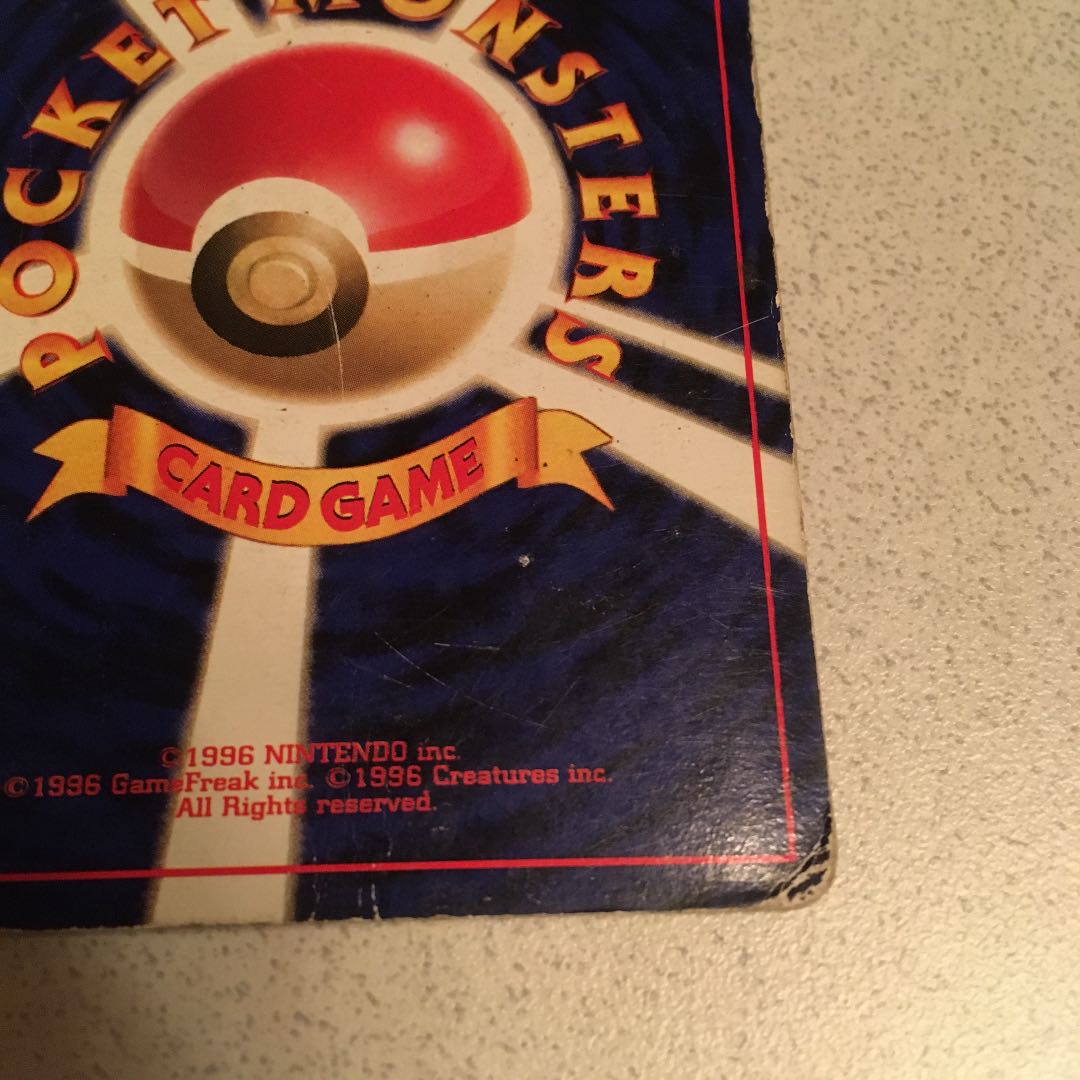 POCKET MONSTERS
CARD GAME
©1996 NINTENDO inc.
©1996 GameFreak inc. ©1996 Creatures inc.
All Rights reserved.